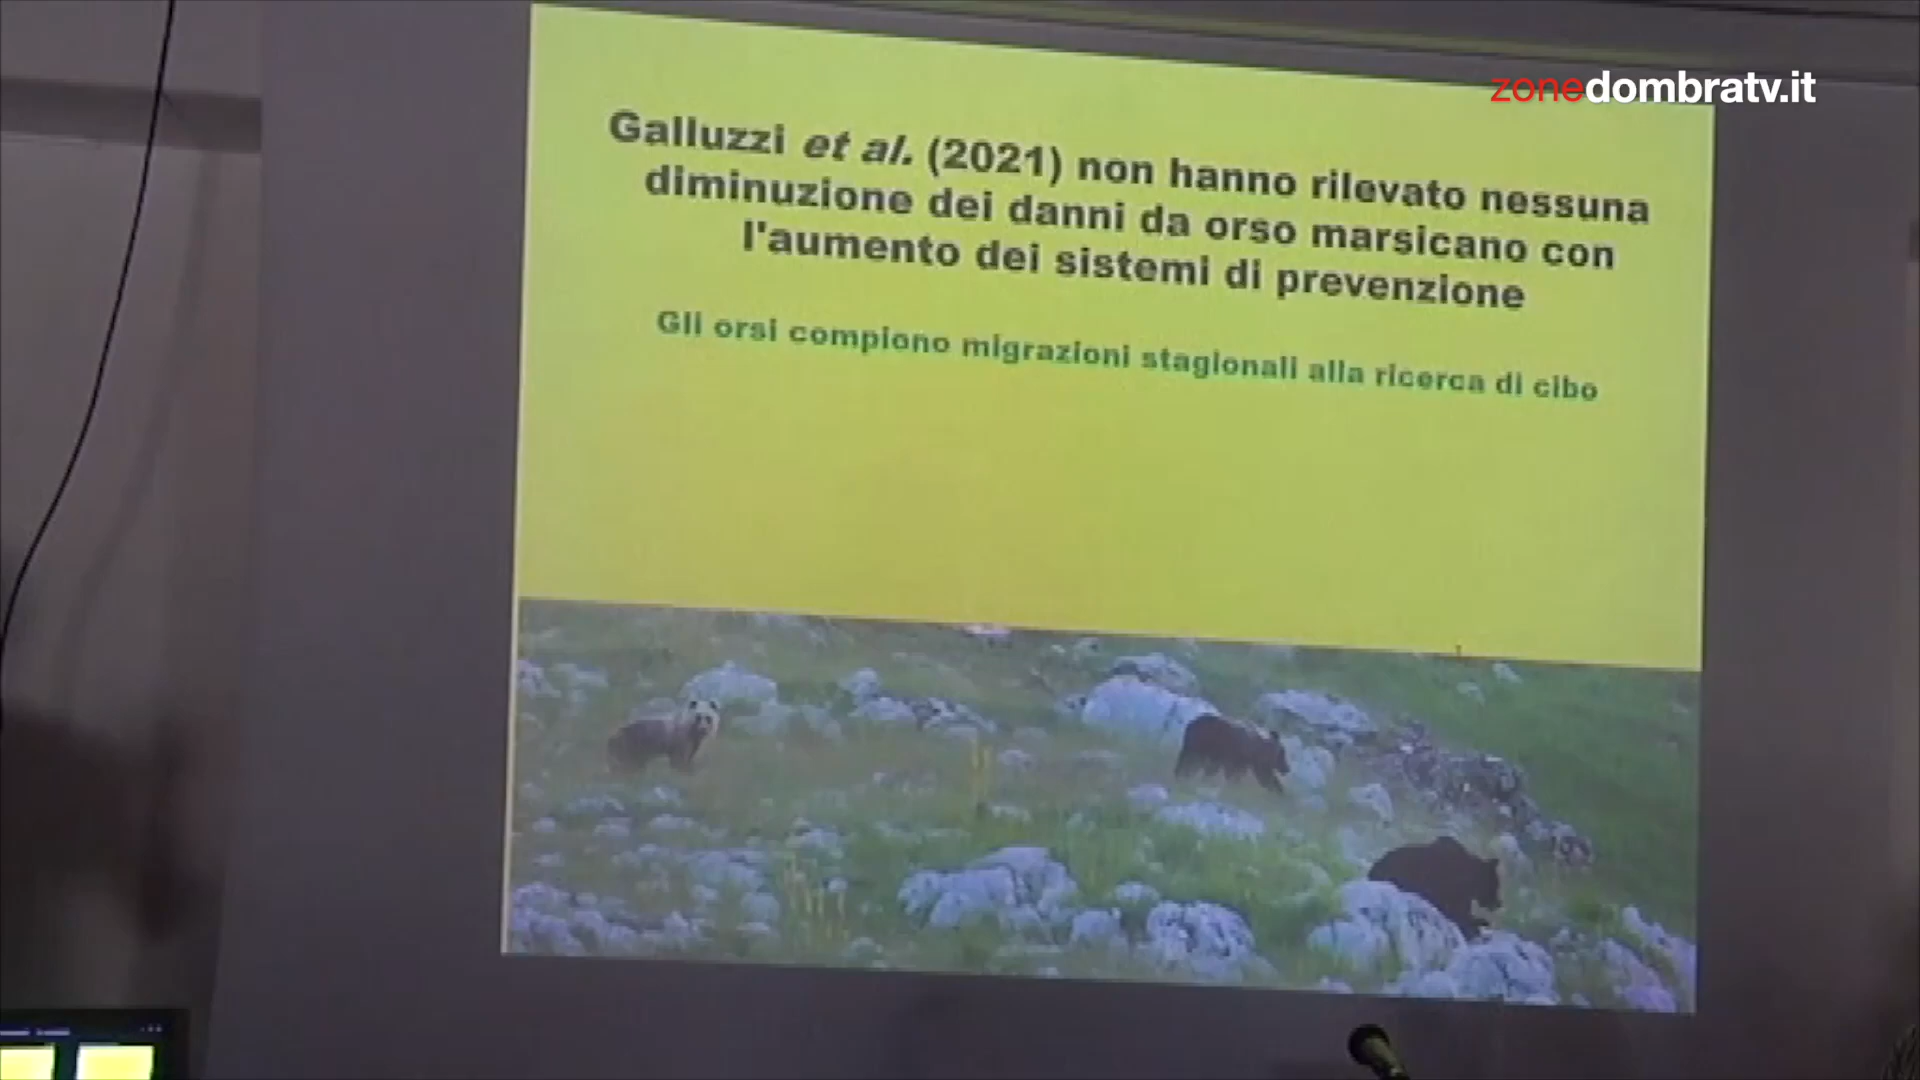 zonedombratv.it
Galluzzi et al. (2021) non hanno rilevato nessuna
diminuzione dei danni da orso marsicano con
l'aumento dei sistemi di prevenzione
Gli orsi compiono migrazioni stagionali alla ricerca di cibo